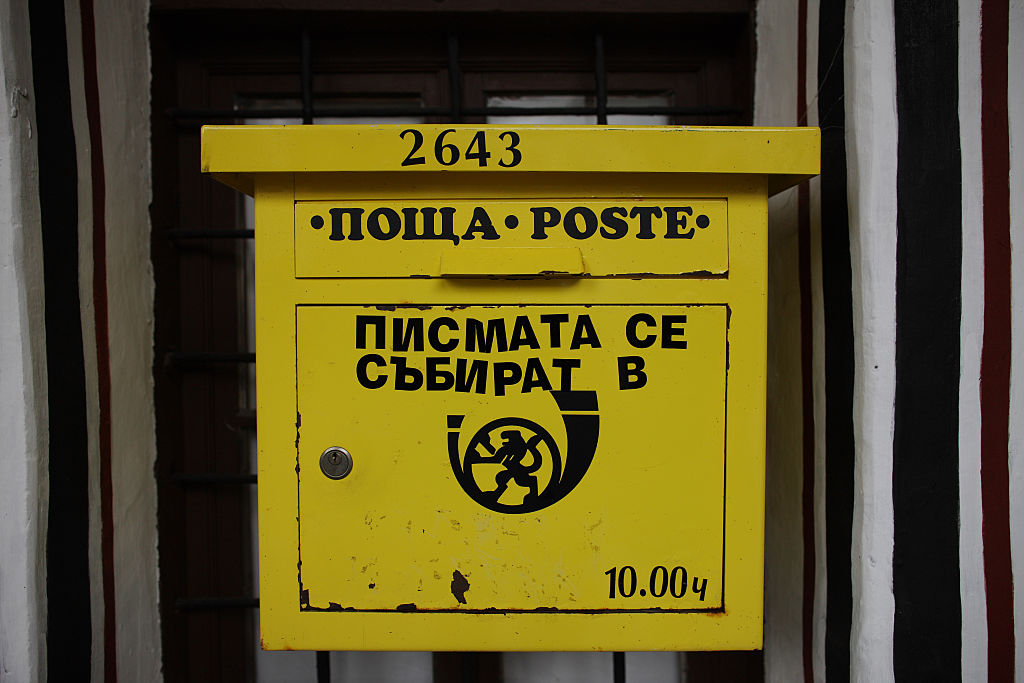 2643
•ПОЩА•POSTE•
ПИСМАТА СЕ
СЪБИРАТ В
10.00ч